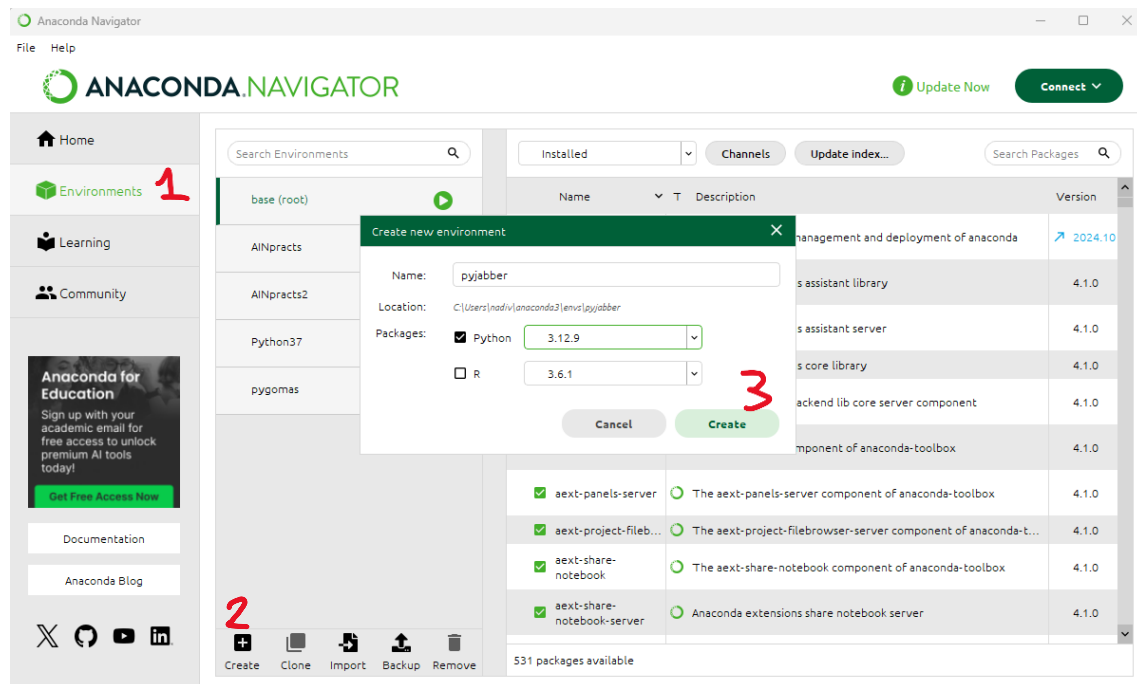 Anaconda Navigator
File Help
ANACONDA.NAVIGATOR
i Update Now
Connect
Home
Environments
1
Learning
Community
Anaconda for
Education
Sign up with your
academic email for
free access to unlock
premium AI tools
today!
Get Free Access Now
Documentation
Anaconda Blog
Search Environments
base (root)
AINpracts
AINpracts2
Python37
pygomas
2
Create Clone Import Backup Remove
Create new environment
Name: pyjabber
Location: C:\Users\nadiv\anaconda3\envs\pyjabber
Packages: Python 3.12.9
R 3.6.1
3
Cancel Create
Installed Channels Update index... Search Packages
Name T Description Version
management and deployment of anaconda 2024.10
s assistant library 4.1.0
s assistant server 4.1.0
s core library 4.1.0
ackend lib core server component 4.1.0
mponent of anaconda-toolbox 4.1.0
aext-panels-server The aext-panels-server component of anaconda-toolbox 4.1.0
aext-project-fileb... The aext-project-filebrowser-server component of anaconda-t... 4.1.0
aext-share-
notebook The aext-share-notebook component of anaconda-toolbox 4.1.0
aext-share-
notebook-server Anaconda extensions share notebook server 4.1.0
531 packages available